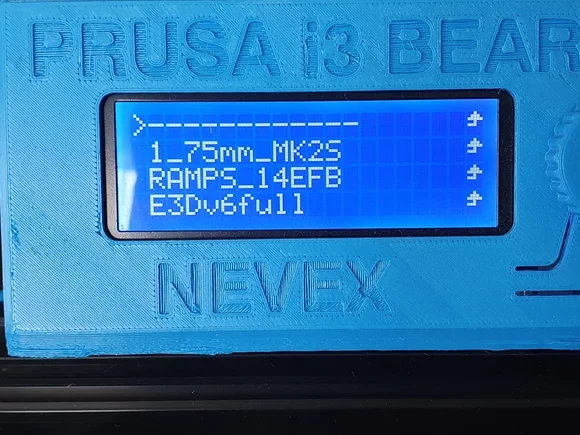 PRUSA i3 BEAR
>------------
1_75mm_MK2S
RAMPS_14EFB
E3Dv6full
NEVEX